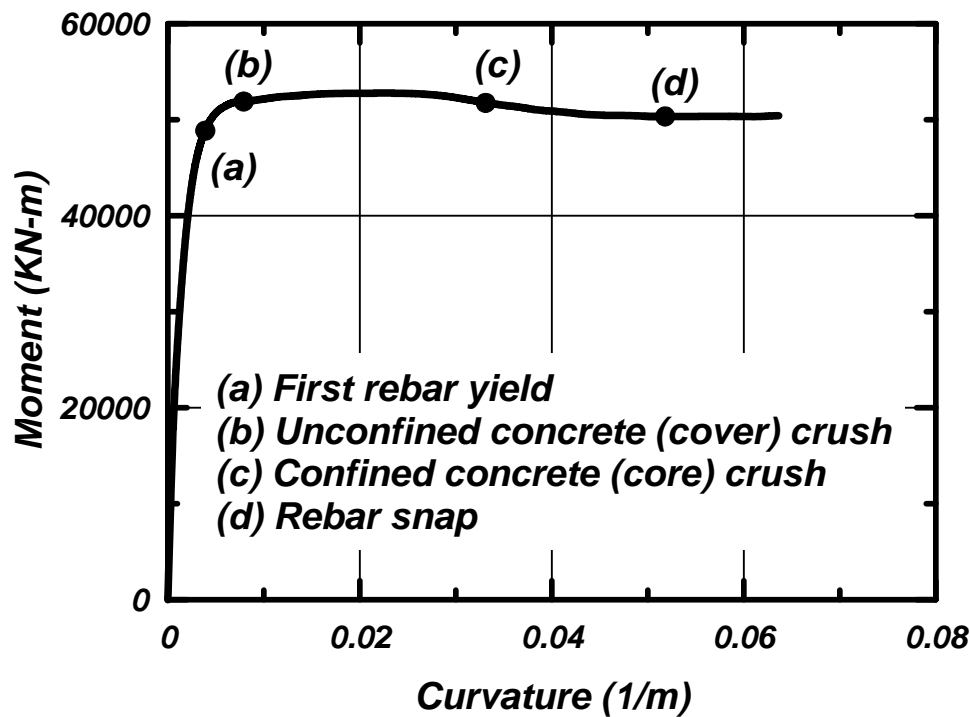 60000
(b)
(c)
(d)
(a)
40000
Moment (KN-m)
20000
(a) First rebar yield
(b) Unconfined concrete (cover) crush
(c) Confined concrete (core) crush
(d) Rebar snap
0
0 0.02 0.04 0.06 0.08
Curvature (1/m)